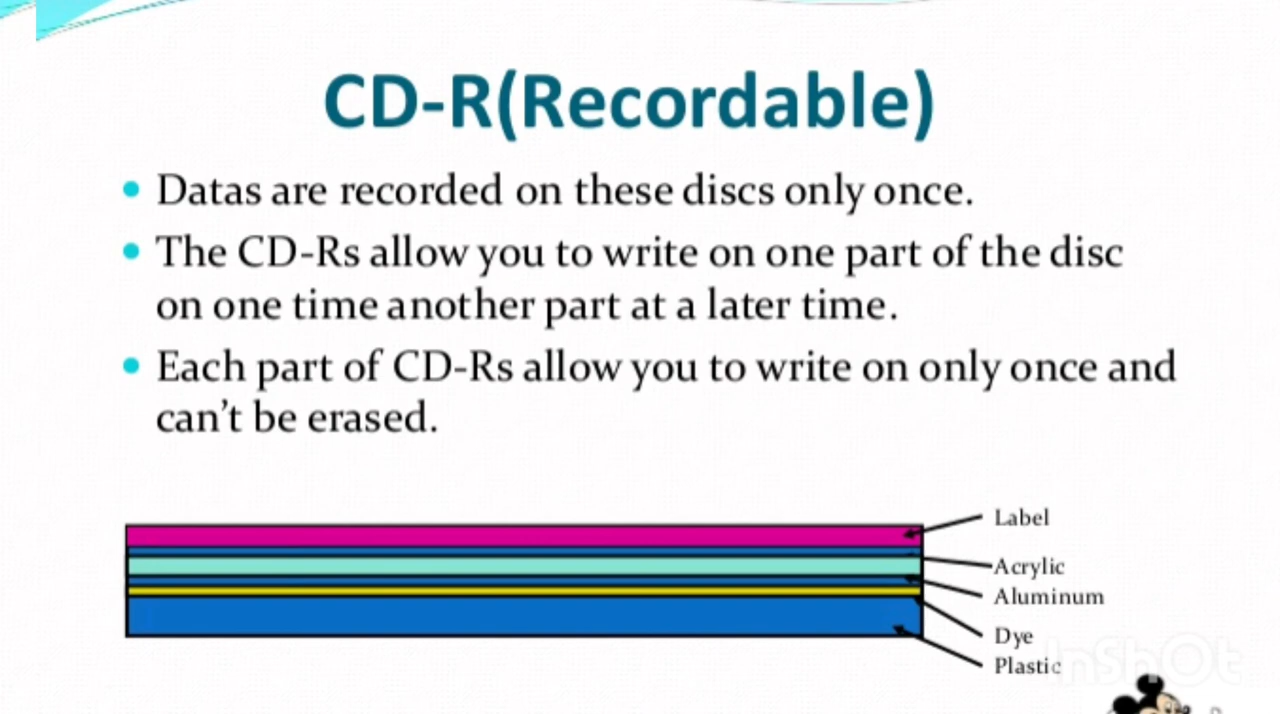 CD-R(Recordable)
Datas are recorded on these discs only once.
The CD-Rs allow you to write on one part of the disc
on one time another part at a later time.
Each part of CD-Rs allow you to write on only once and
can't be erased.
Label
Acrylic
Aluminum
Dye
Plastic
InShOt